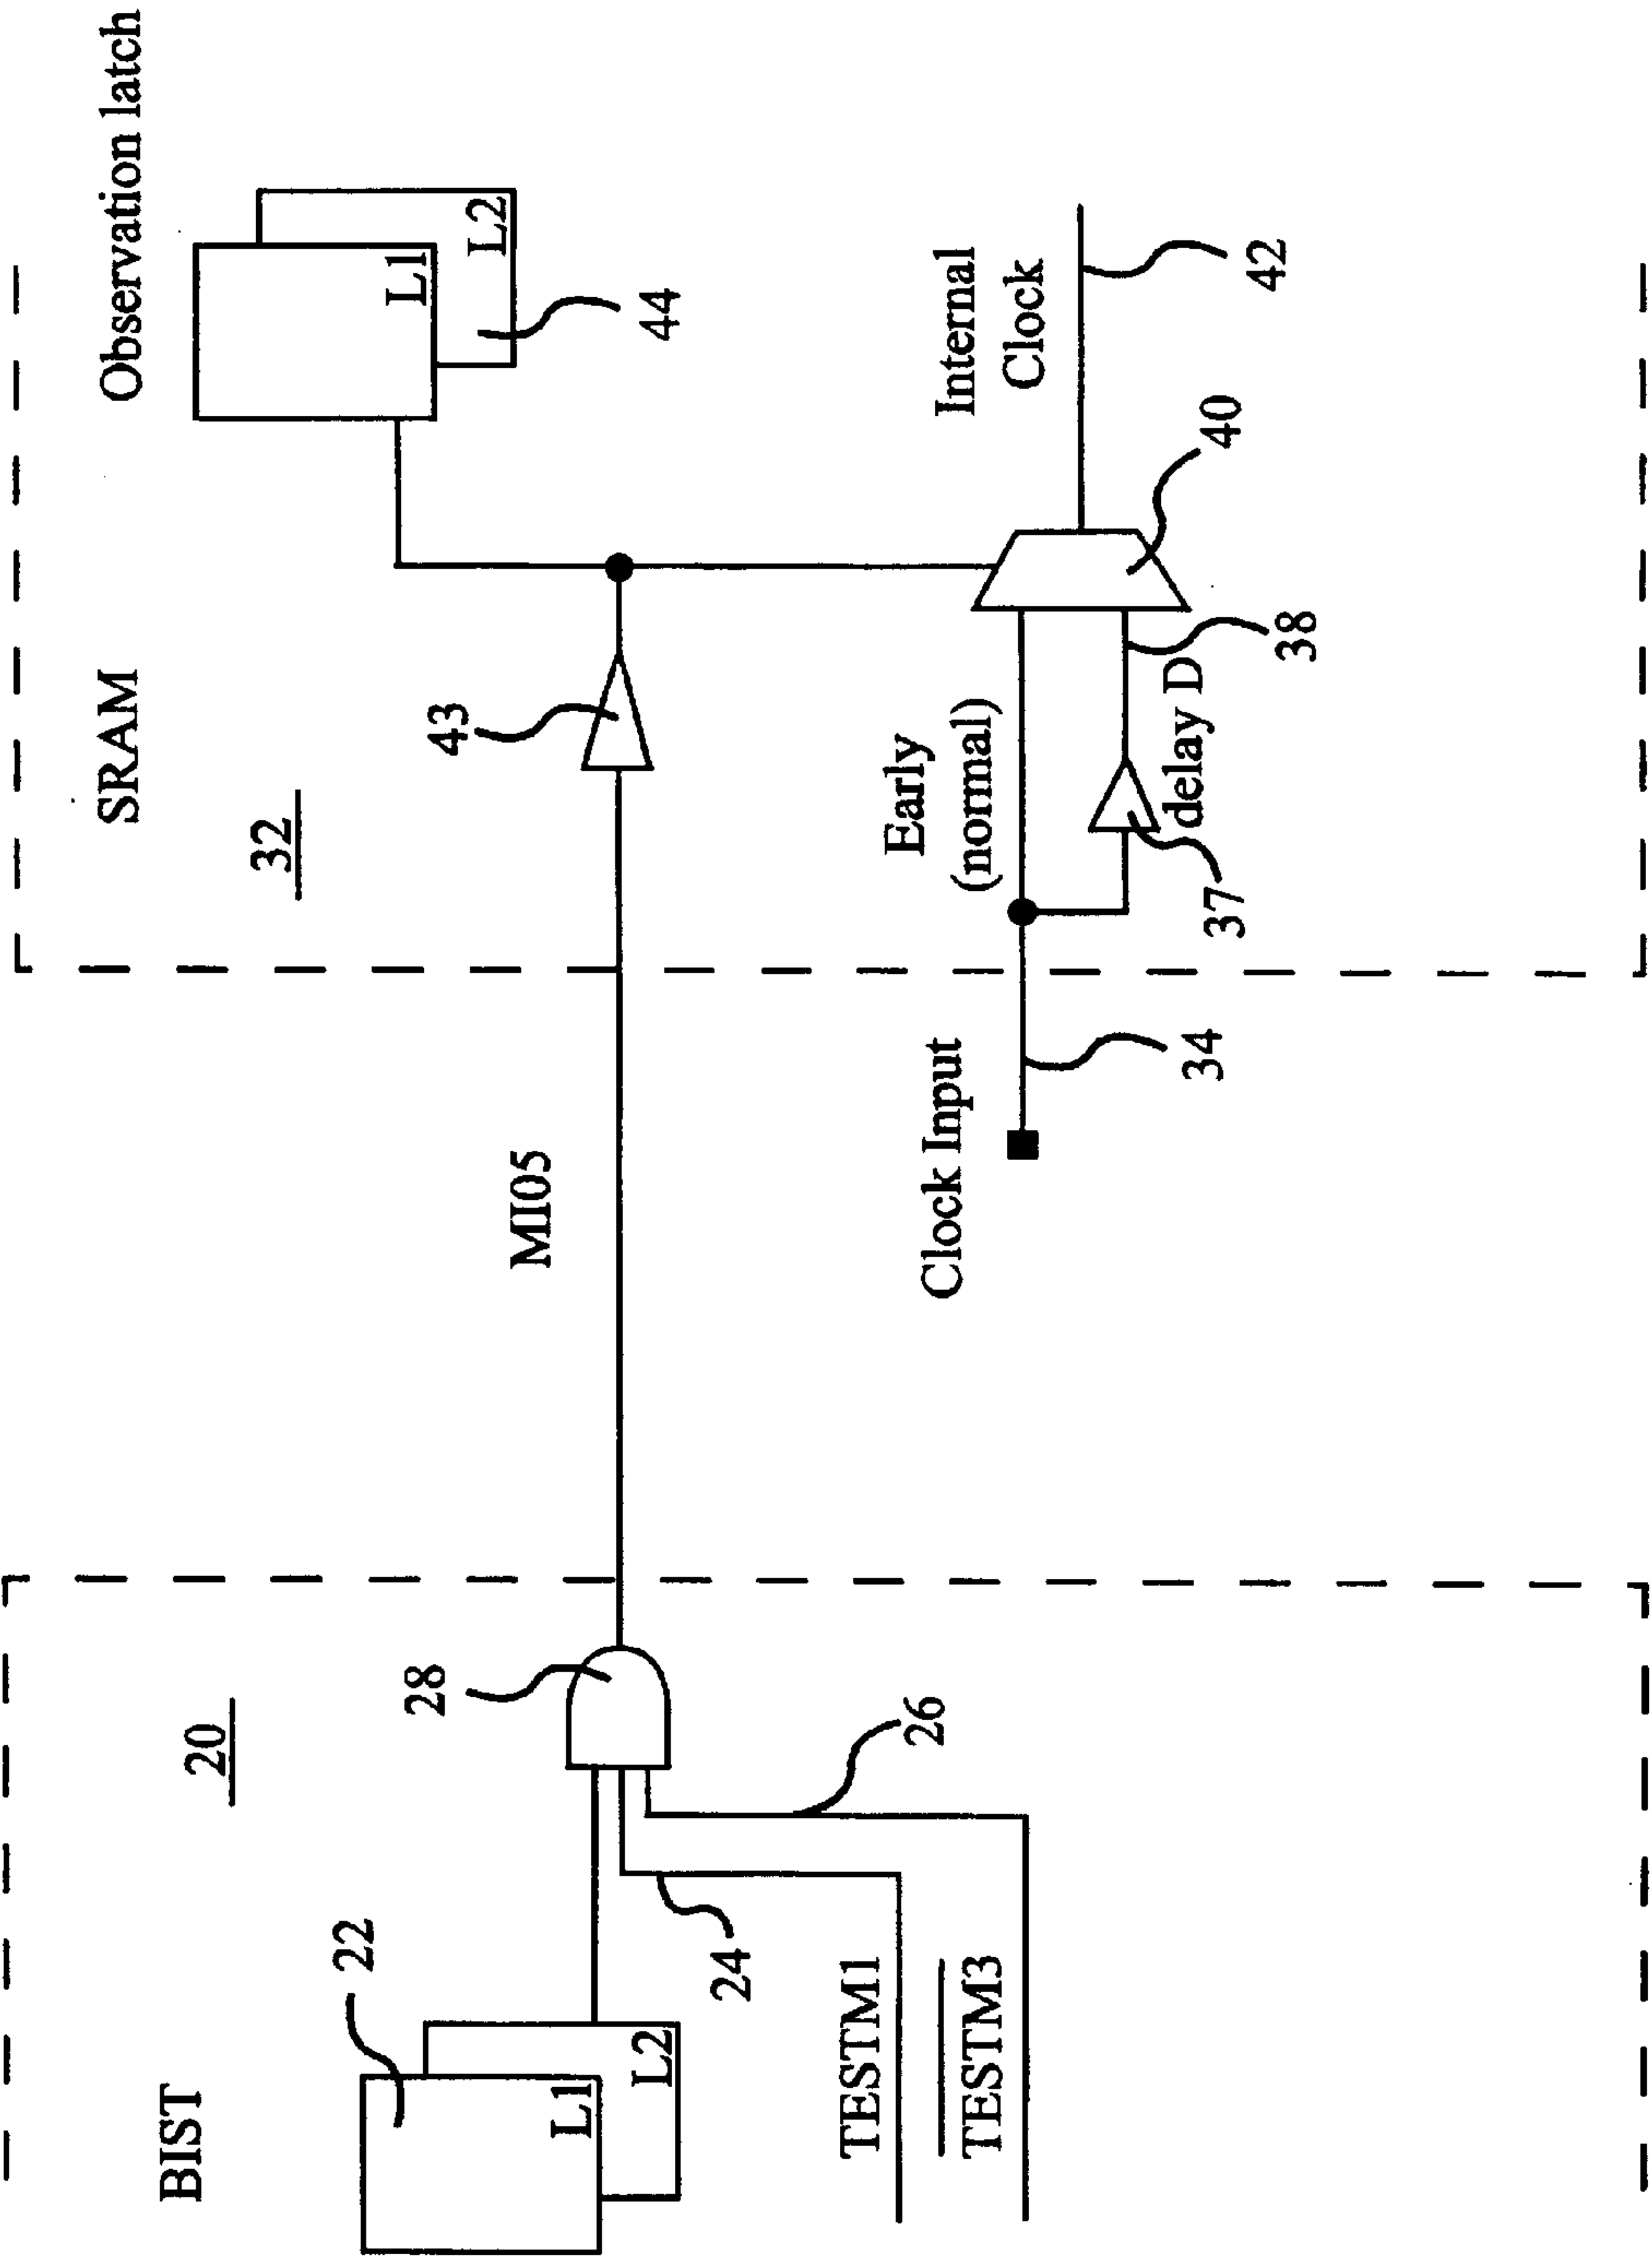 BIST
20
22
L1
L2
28
24
26
TESTM1
TESTM3
MI05
SRAM
32
43
Observation latch
L1
L2
44
Clock Input
34
Early
(normal)
37
delay D
38
40
Internal
Clock
42